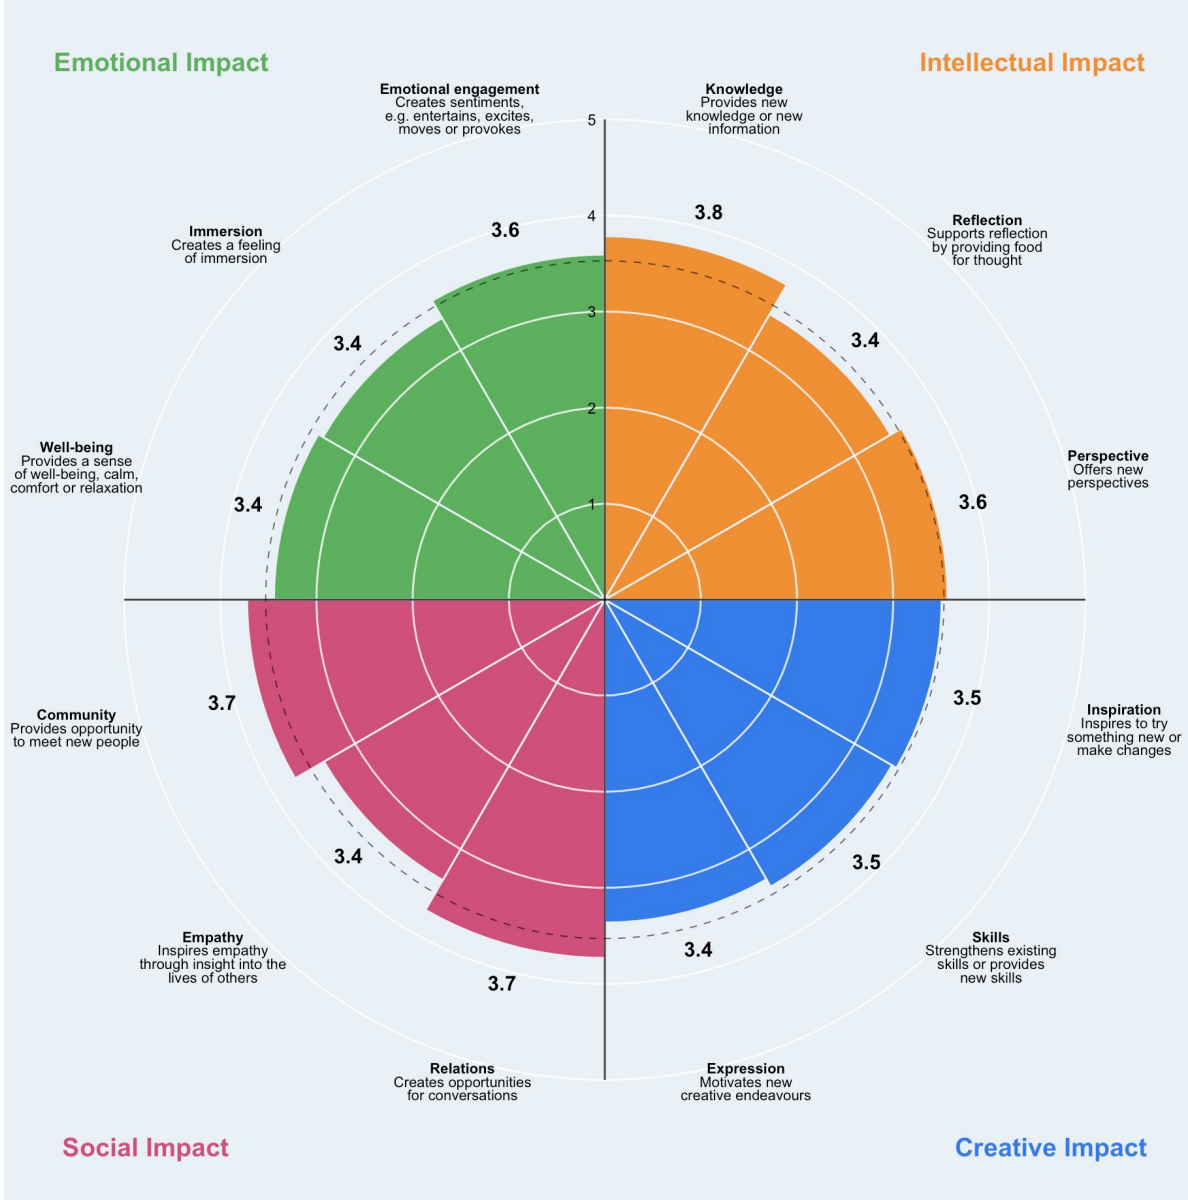 Emotional Impact
Intellectual Impact
Emotional engagement
Creates sentiments,
e.g. entertains, excites,
moves or provokes
Knowledge
Provides new
knowledge or new
information
5
4
3
2
1
3.8
Reflection
Supports reflection
by providing food
for thought
3.4
Perspective
Offers new
perspectives
3.6
Inspiration
Inspires to try
something new or
make changes
3.5
Skills
Strengthens existing
skills or provides
new skills
3.5
Expression
Motivates new
creative endeavours
3.4
Relations
Creates opportunities
for conversations
3.7
Empathy
Inspires empathy
through insight into the
lives of others
3.4
Community
Provides opportunity
to meet new people
3.7
Well-being
Provides a sense
of well-being, calm,
comfort or relaxation
3.4
Immersion
Creates a feeling
of immersion
3.4
3.6
Social Impact
Creative Impact